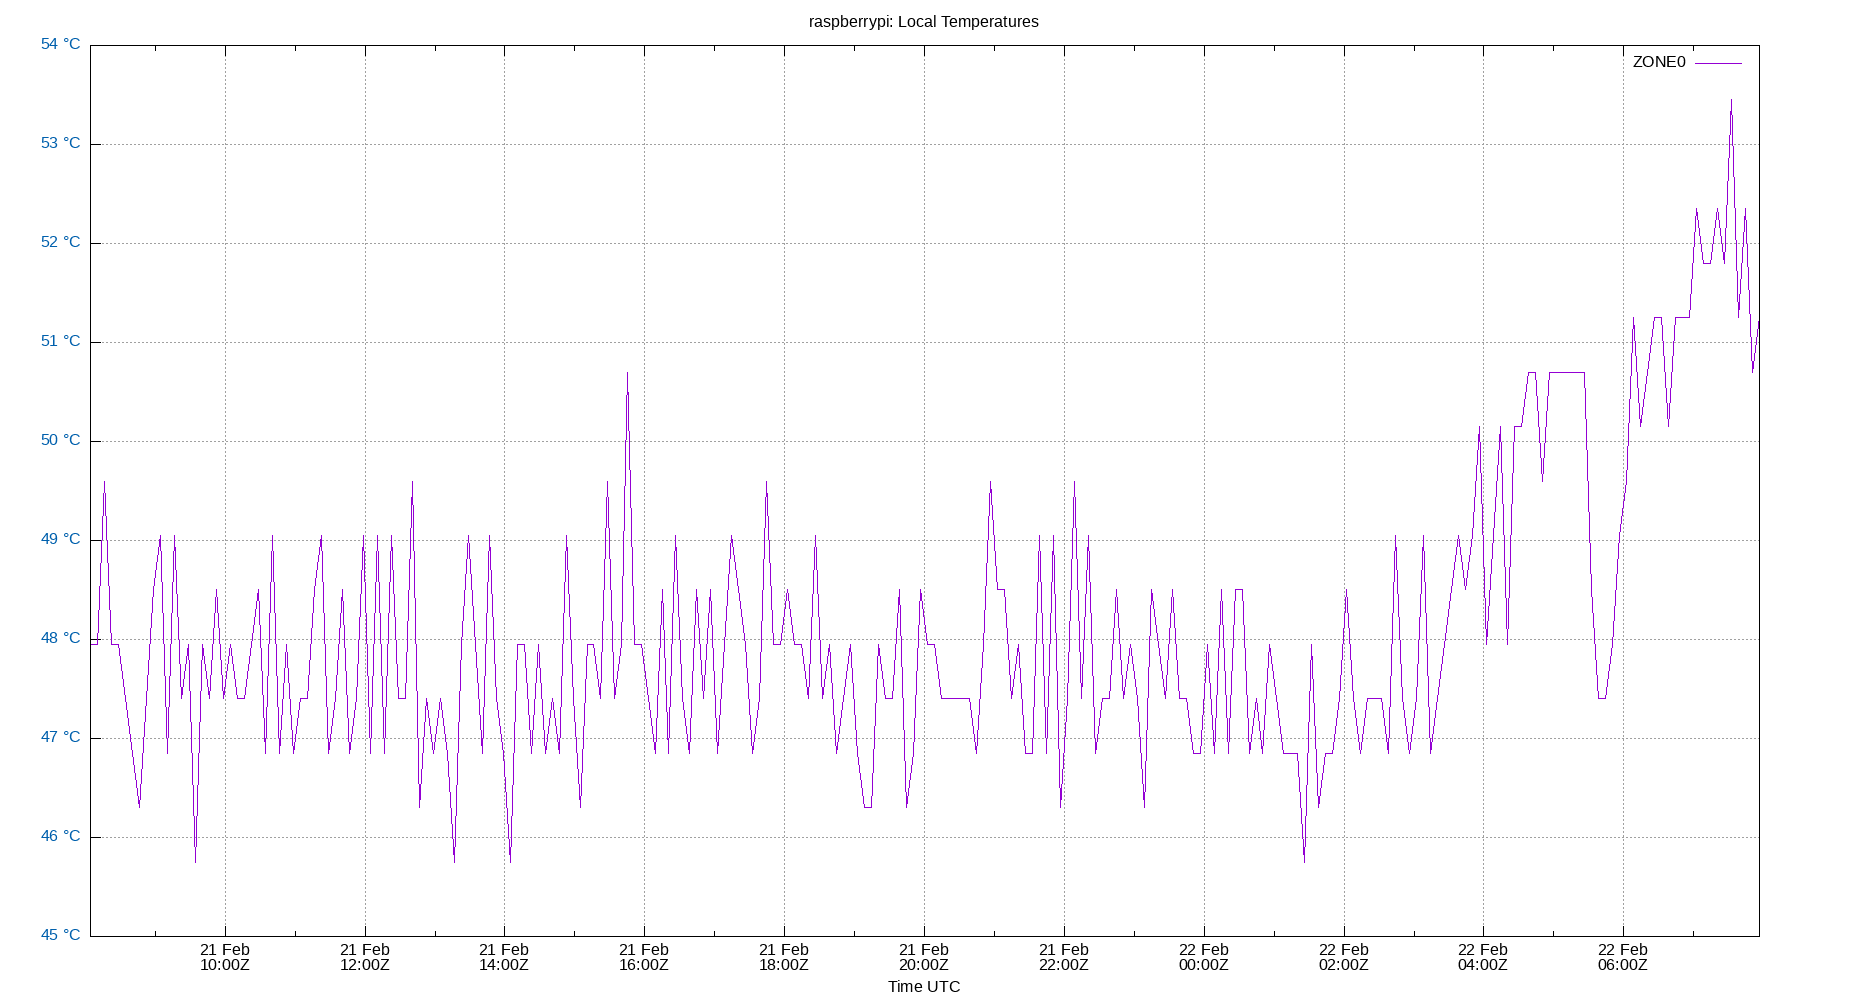 raspberrypi: Local Temperatures
54 °C
ZONE0
53 °C
52 °C
51 °C
50 °C
49 °C
48 °C
47 °C
46 °C
45 °C
21 Feb 21 Feb 21 Feb 21 Feb 21 Feb 21 Feb 21 Feb 22 Feb 22 Feb 22 Feb 22 Feb
10:00Z 12:00Z 14:00Z 16:00Z 18:00Z 20:00Z 22:00Z 00:00Z 02:00Z 04:00Z 06:00Z
Time UTC